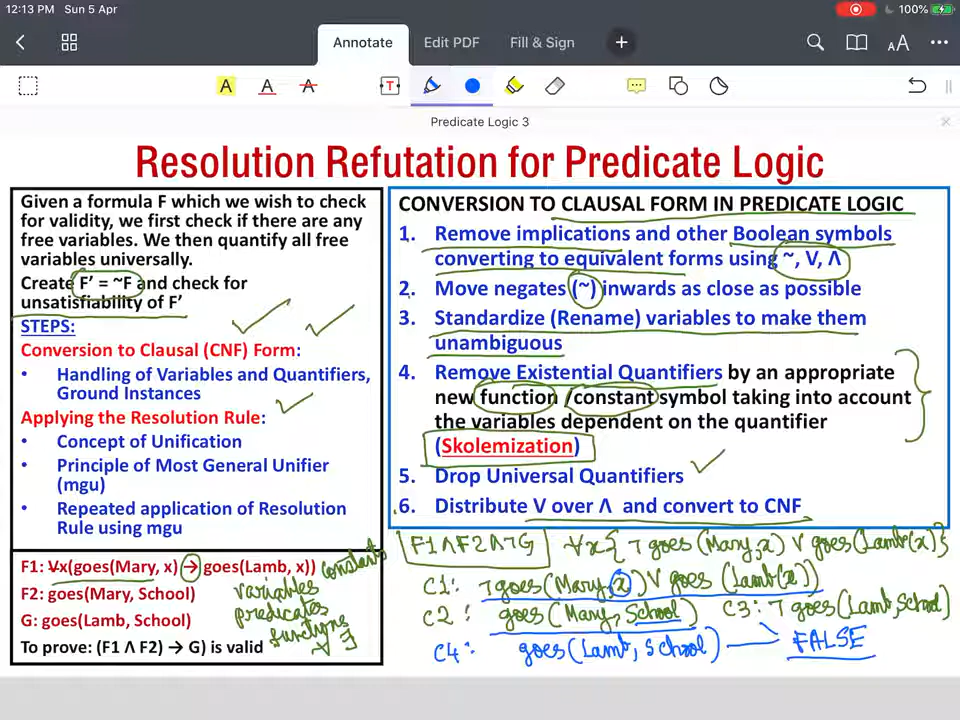 12:13 PM Sun 5 Apr
100%
Annotate
Edit PDF
Fill & Sign
Predicate Logic 3
Resolution Refutation for Predicate Logic
Given a formula F which we wish to check
for validity, we first check if there are any
free variables. We then quantify all free
variables universally.
Create F' = ~F and check for
unsatisfiability of F'
STEPS:
Conversion to Clausal (CNF) Form:
• Handling of Variables and Quantifiers,
Ground Instances
Applying the Resolution Rule:
• Concept of Unification
• Principle of Most General Unifier
(mgu)
• Repeated application of Resolution
Rule using mgu
F1: ∀x(goes(Mary, x) → goes(Lamb, x))
F2: goes(Mary, School)
G: goes(Lamb, School)
To prove: (F1 Λ F2) → G) is valid
variables constants
predicates
functions
∀ ∃
CONVERSION TO CLAUSAL FORM IN PREDICATE LOGIC
1. Remove implications and other Boolean symbols
converting to equivalent forms using ~, V, Λ
2. Move negates (~) inwards as close as possible
3. Standardize (Rename) variables to make them
unambiguous
4. Remove Existential Quantifiers by an appropriate
new function /constant symbol taking into account
the variables dependent on the quantifier
(Skolemization)
5. Drop Universal Quantifiers
6. Distribute V over Λ and convert to CNF
F1 ∧ F2 ∧ ¬G ∀x{ ¬goes(Mary, x) ∨ goes(Lamb(x)}
C1: ¬goes(Mary, x) ∨ goes(Lamb(x)
C2: goes(Mary, School) C3: ¬goes(Lamb, School)
C4: goes(Lamb, School) FALSE